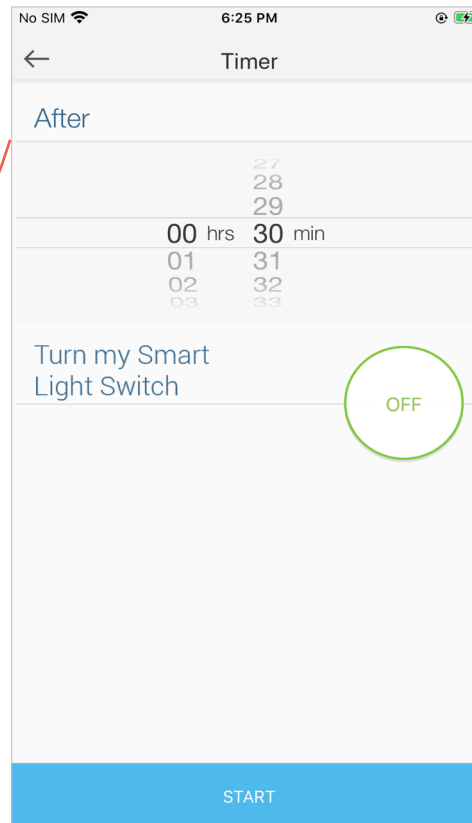 No SIM 6:25 PM
Timer
After
27
28
29
00 hrs 30 min
01 31
02 32
03 33
Turn my Smart
Light Switch
OFF
START